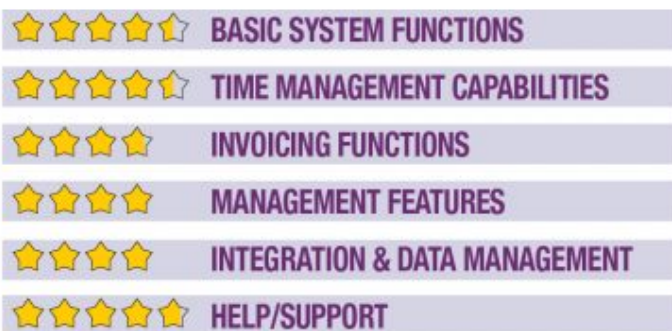 BASIC SYSTEM FUNCTIONS
TIME MANAGEMENT CAPABILITIES
INVOICING FUNCTIONS
MANAGEMENT FEATURES
INTEGRATION & DATA MANAGEMENT
HELP/SUPPORT